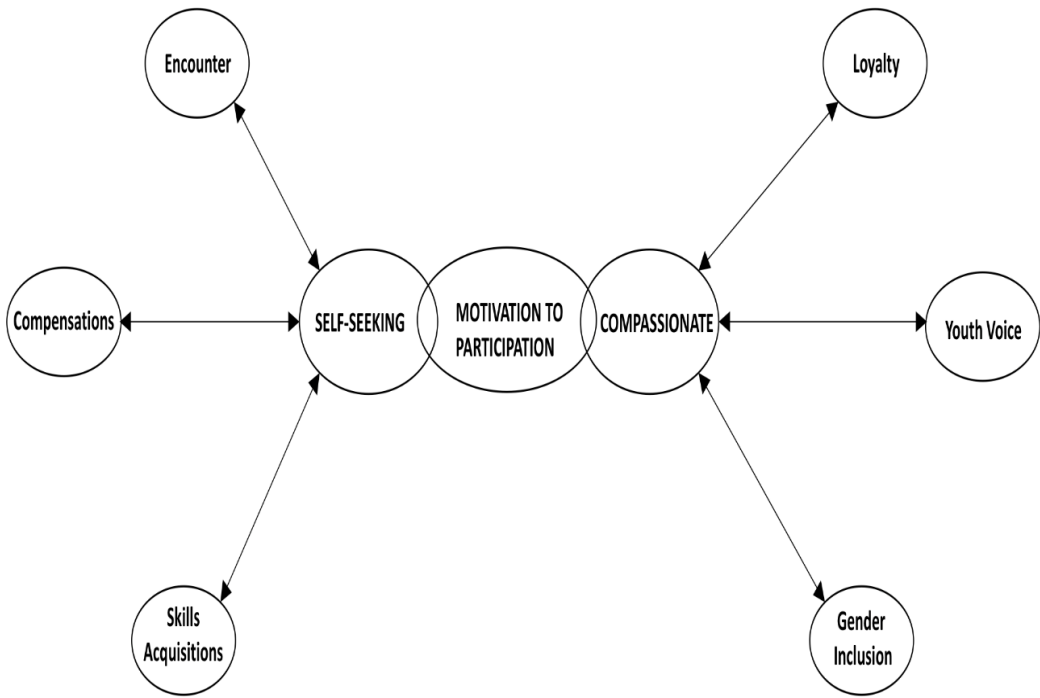 Encounter
Loyalty
Compensations
SELF-SEEKING
MOTIVATION TO
PARTICIPATION
COMPASSIONATE
Youth Voice
Skills
Acquisitions
Gender
Inclusion